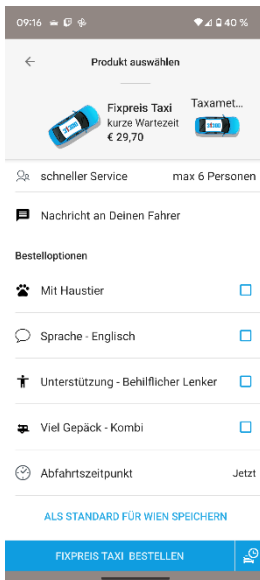 09:16 40 %
Produkt auswählen
Fixpreis Taxi
kurze Wartezeit
€ 29,70
Taxamet...
schneller Service max 6 Personen
Nachricht an Deinen Fahrer
Bestelloptionen
Mit Haustier
Sprache - Englisch
Unterstützung - Behilflicher Lenker
Viel Gepäck - Kombi
Abfahrtszeitpunkt Jetzt
ALS STANDARD FÜR WIEN SPEICHERN
FIXPREIS TAXI BESTELLEN